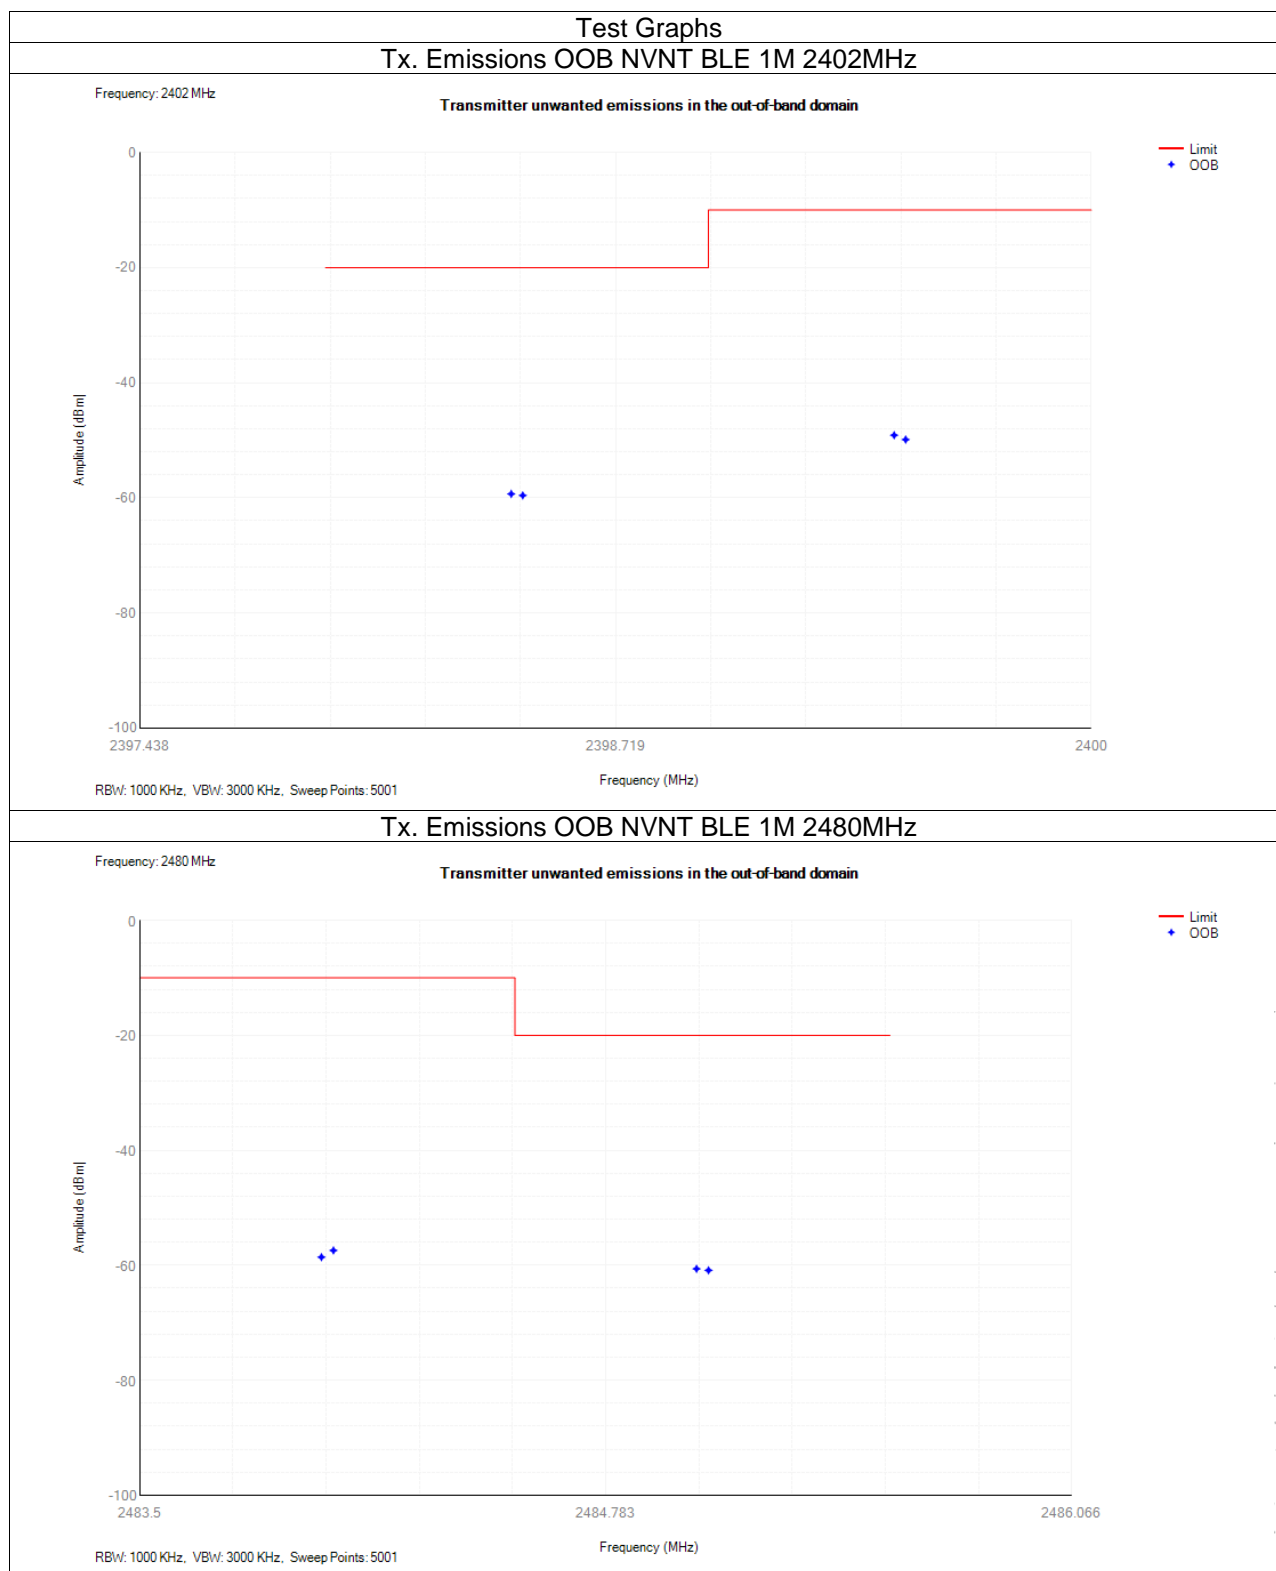 Test Graphs
Tx. Emissions OOB NVNT BLE 1M 2402MHz
Frequency: 2402 MHz
Transmitter unwanted emissions in the out-of-band domain
Limit
OOB
0
-20
-40
-60
-80
-100
Amplitude (dBm)
2397.438 2398.719 2400
Frequency (MHz)
RBW: 1000 KHz, VBW: 3000 KHz, Sweep Points: 5001
Tx. Emissions OOB NVNT BLE 1M 2480MHz
Frequency: 2480 MHz
Transmitter unwanted emissions in the out-of-band domain
Limit
OOB
0
-20
-40
-60
-80
-100
Amplitude (dBm)
2483.5 2484.783 2486.066
Frequency (MHz)
RBW: 1000 KHz, VBW: 3000 KHz, Sweep Points: 5001